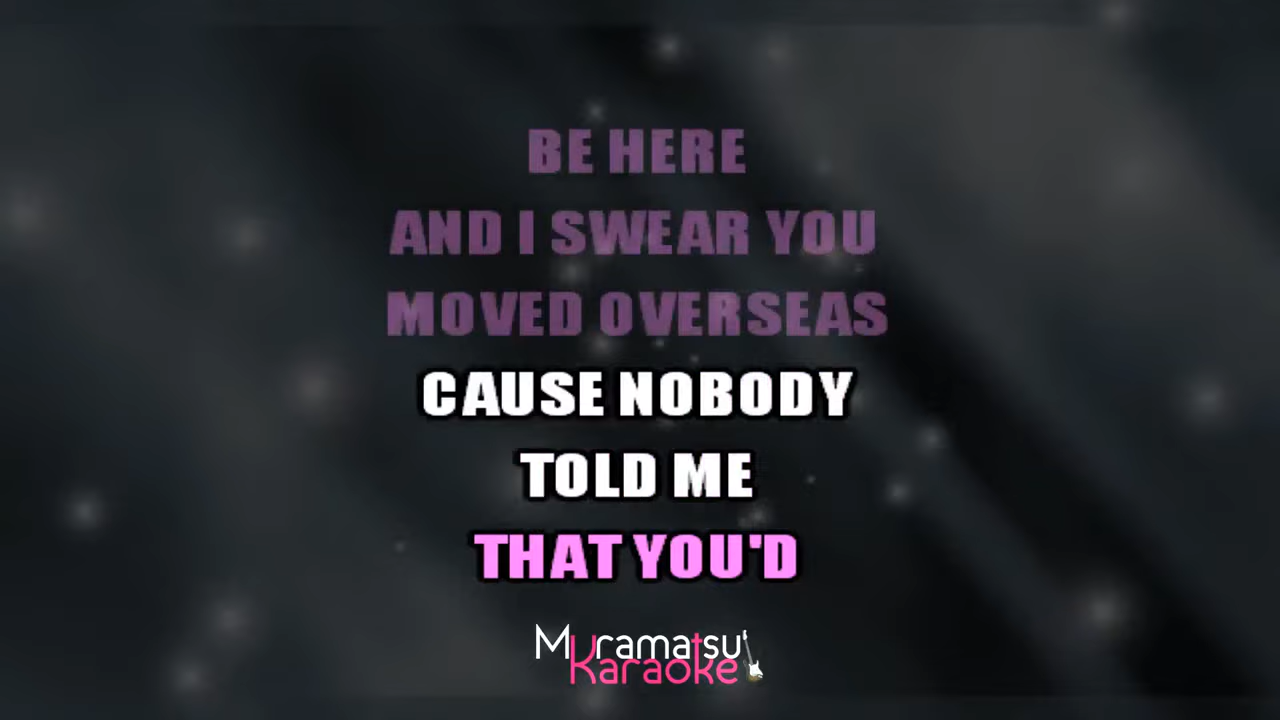 BE HERE
AND I SWEAR YOU
MOVED OVERSEAS
CAUSE NOBODY
TOLD ME
THAT YOU'D
Muramatsu
Karaoke